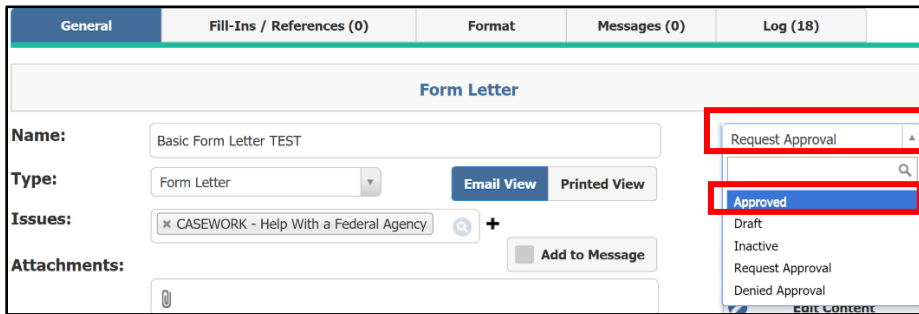 General Fill-Ins / References (0) Format Messages (0) Log (18)
Form Letter
Name: Basic Form Letter TEST Request Approval
Type: Form Letter Email View Printed View
Approved
Issues: × CASEWORK - Help With a Federal Agency + Draft
Inactive
Add to Message
Attachments: Request Approval
Denied Approval
Edit Content